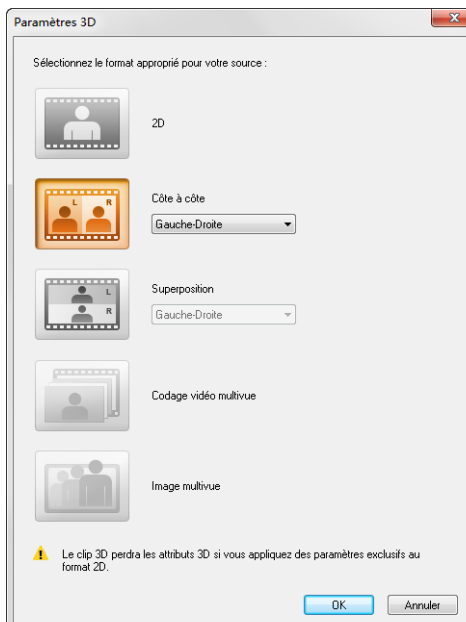 Paramètres 3D
Sélectionnez le format approprié pour votre source :
2D
L R
Côte à côte
Gauche-Droite
L
Superposition
R
Gauche-Droite
Codage vidéo multivue
Image multivue
Le clip 3D perdra les attributs 3D si vous appliquez des paramètres exclusifs au
format 2D.
OK Annuler